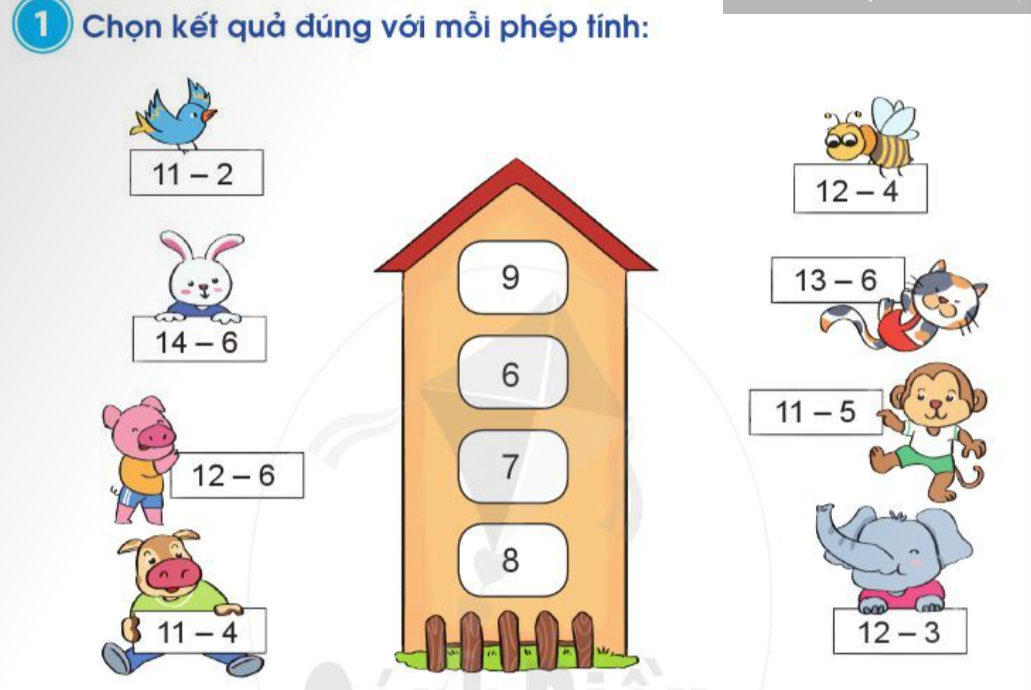 1 Chọn kết quả đúng với mỗi phép tính:
11 – 2
14 – 6
12 – 6
11 – 4
9
6
7
8
12 – 4
13 – 6
11 – 5
12 – 3